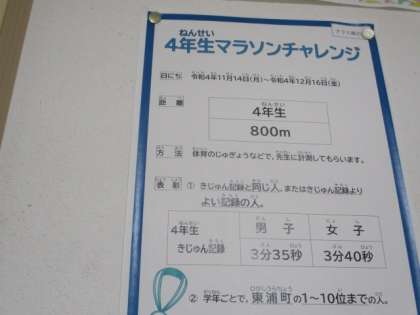 4年生マラソンチャレンジ
日にち 令和4年11月14日(月)～令和4年12月16日(金)
距離
4年生
800m
方法 体育のじゅぎょうなどで、先生に計測してもらいます。
表彰 ① きじゅん記録と同じ人、またはきじゅん記録より
よい記録の人。
4年生 男子 女子
きじゅん記録 3分35秒 3分40秒
② 学年ごとで、東浦町の1～10位までの人。